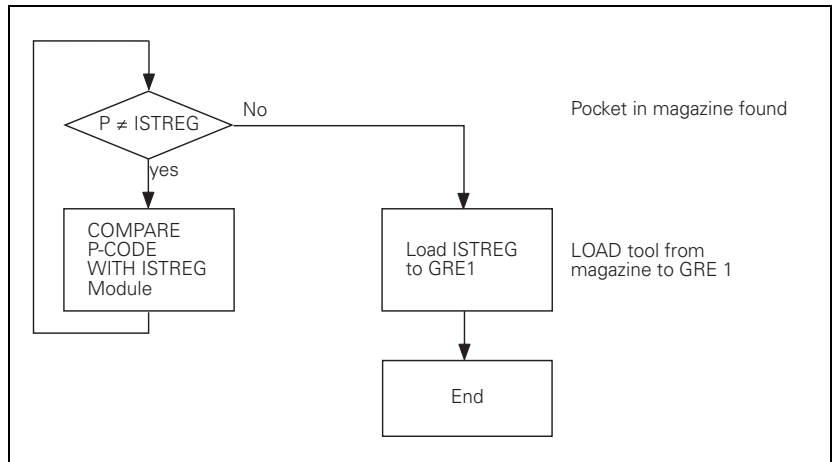 No
Pocket in magazine found
P ≠ ISTREG
yes
COMPARE
P-CODE
WITH ISTREG
Module
Load ISTREG
to GRE1
LOAD tool from
magazine to GRE 1
End